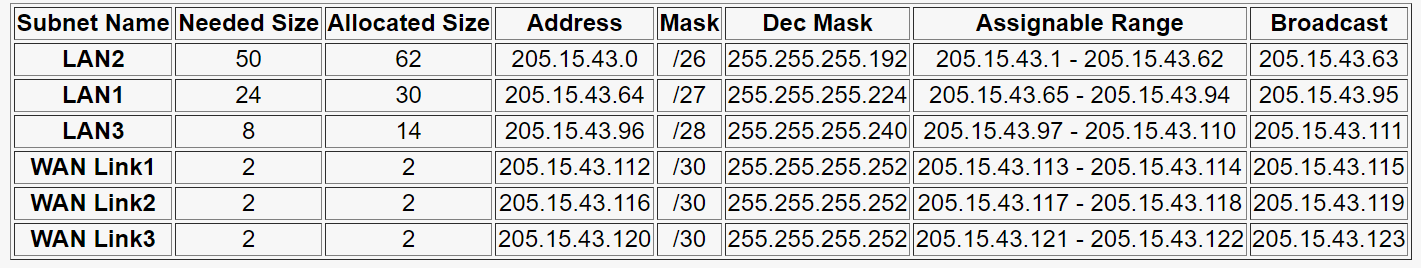 Subnet Name Needed Size Allocated Size Address Mask Dec Mask Assignable Range Broadcast
LAN2 50 62 205.15.43.0 /26 255.255.255.192 205.15.43.1 - 205.15.43.62 205.15.43.63
LAN1 24 30 205.15.43.64 /27 255.255.255.224 205.15.43.65 - 205.15.43.94 205.15.43.95
LAN3 8 14 205.15.43.96 /28 255.255.255.240 205.15.43.97 - 205.15.43.110 205.15.43.111
WAN Link1 2 2 205.15.43.112 /30 255.255.255.252 205.15.43.113 - 205.15.43.114 205.15.43.115
WAN Link2 2 2 205.15.43.116 /30 255.255.255.252 205.15.43.117 - 205.15.43.118 205.15.43.119
WAN Link3 2 2 205.15.43.120 /30 255.255.255.252 205.15.43.121 - 205.15.43.122 205.15.43.123